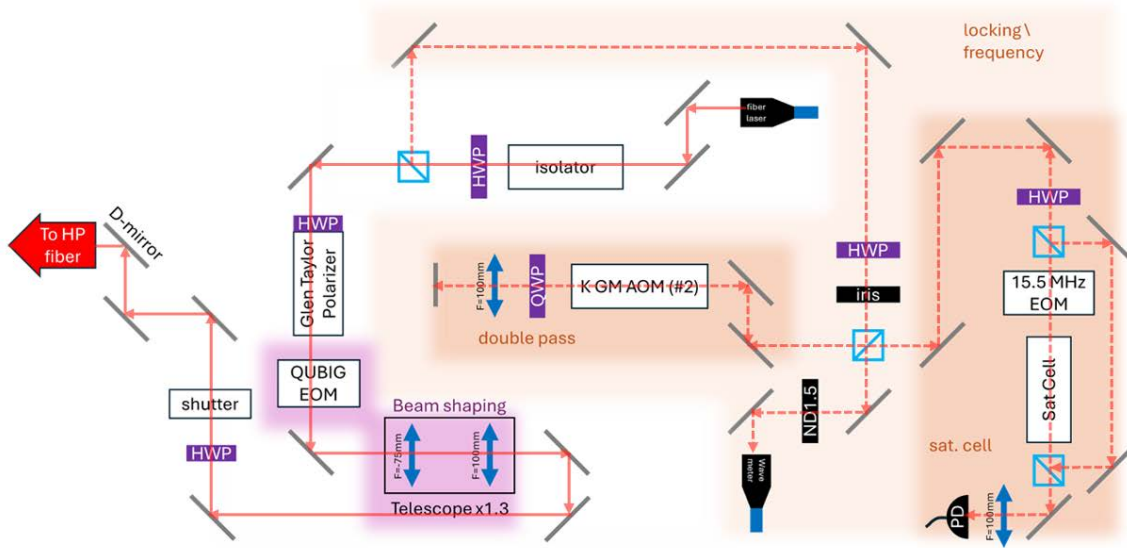 locking \
frequency
fiber
laser
HWP
isolator
D-mirror
To HP
fiber
HWP
Glen Taylor
Polarizer
F=100mm
QWP
K GM AOM (#2)
double pass
HWP
iris
HWP
15.5 MHz
EOM
Sat Cell
sat. cell
QUBIG
EOM
shutter
HWP
Beam shaping
F=-75mm
F=100mm
Telescope x1.3
ND1.5
Wave
meter
PD
F=100mm